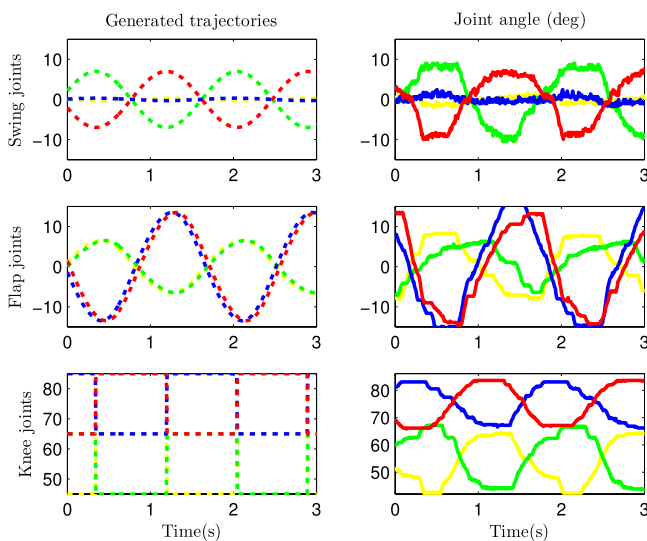 Generated trajectories
Joint angle (deg)
Swing joints
10
0
−10
0 1 2 3
10
0
−10
0 1 2 3
Flap joints
10
0
−10
0 1 2 3
10
0
−10
0 1 2 3
Knee joints
80
70
60
50
0 1 2 3
Time(s)
80
70
60
50
0 1 2 3
Time(s)